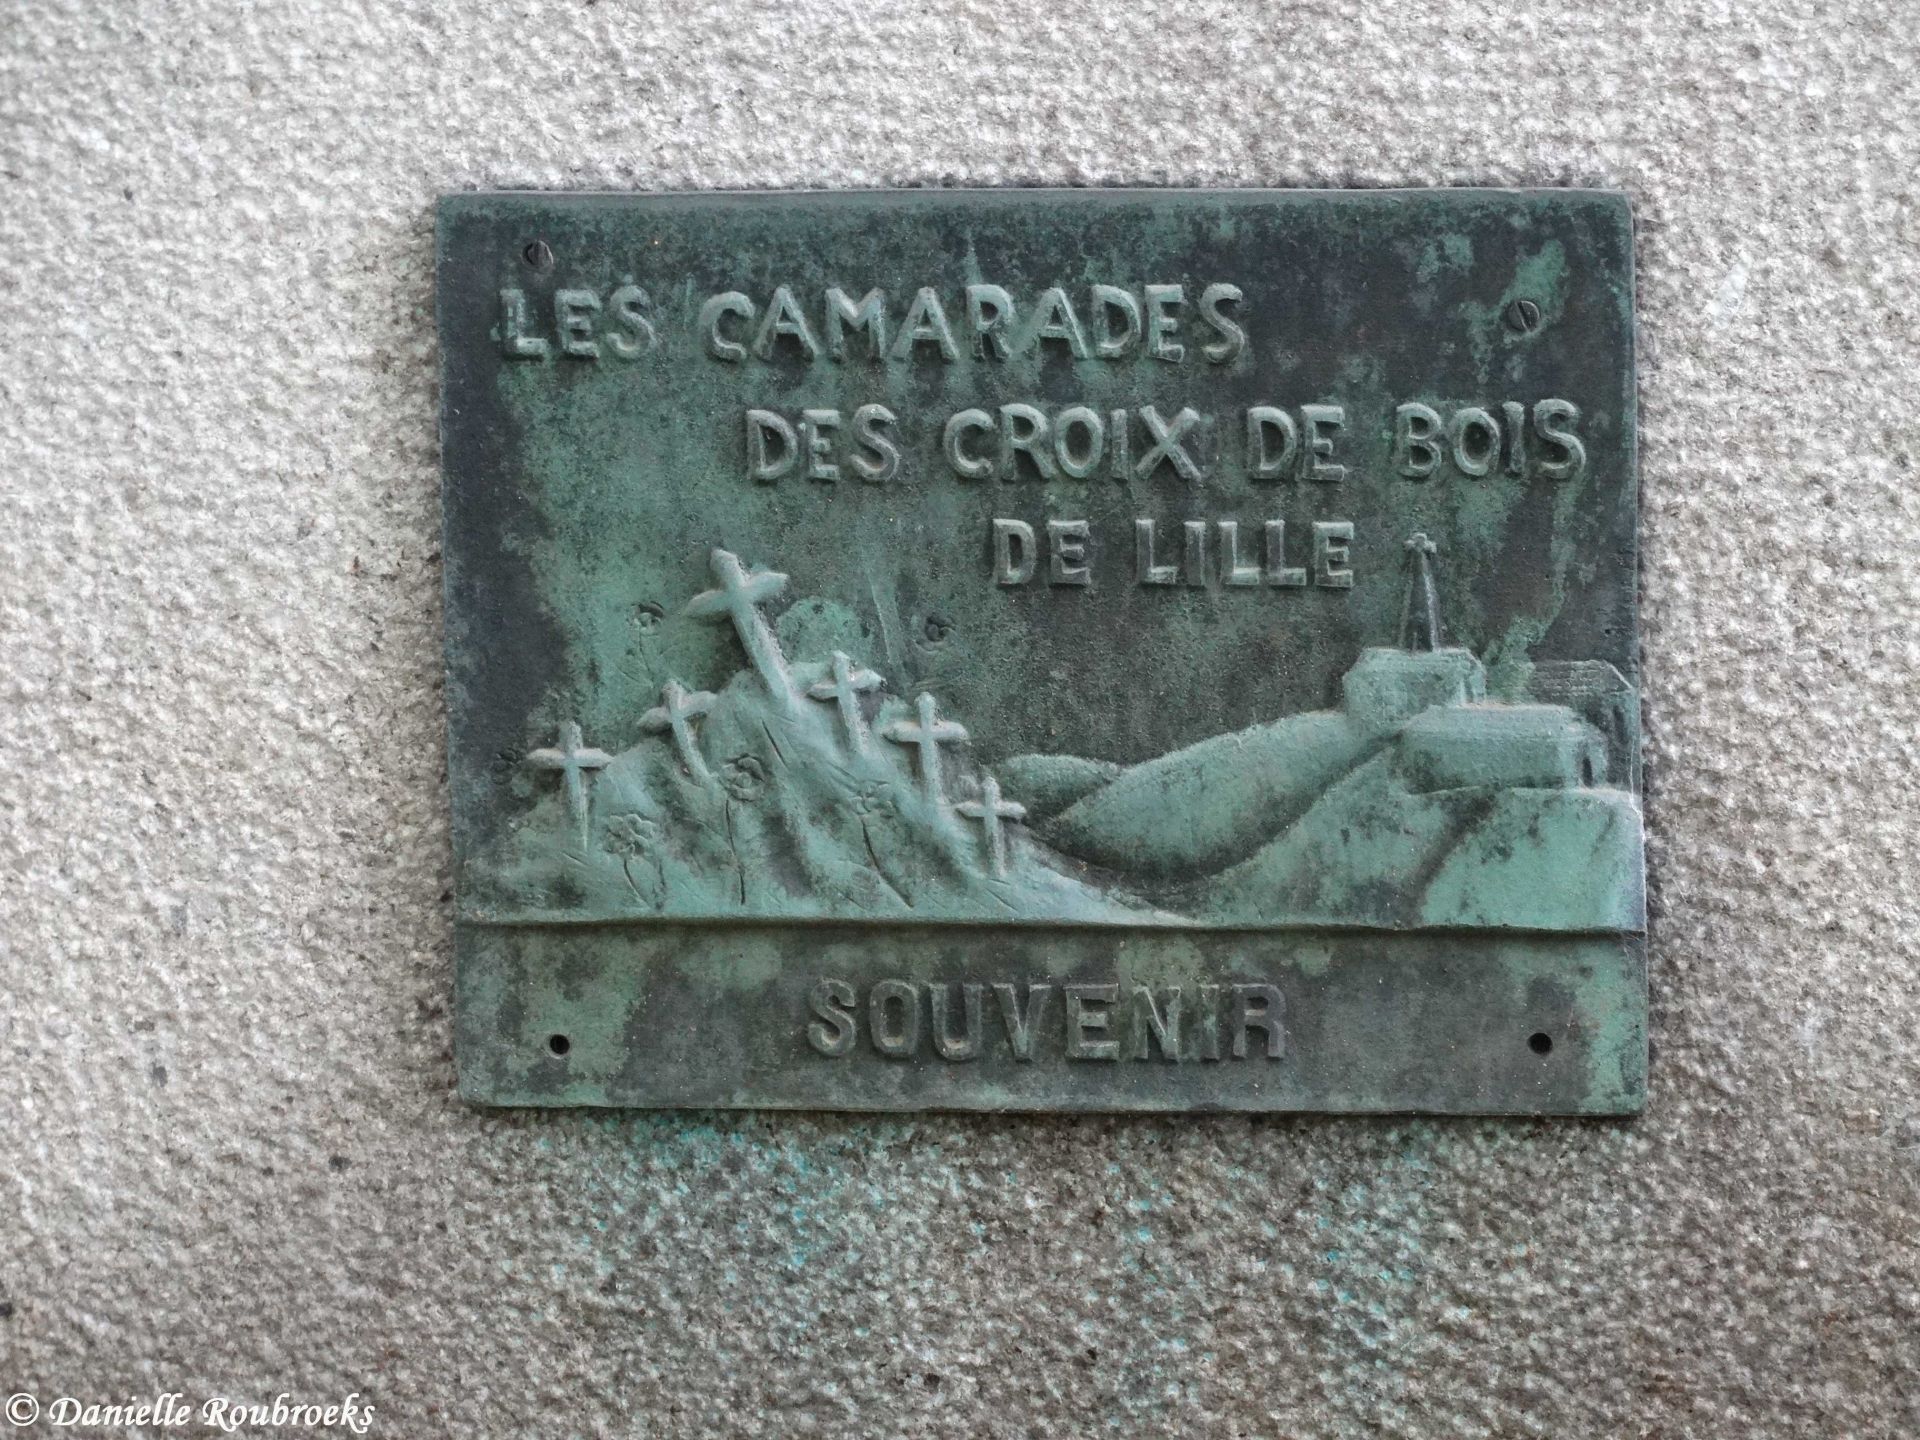 LES CAMARADES
DES CROIX DE BOIS
DE LILLE
SOUVENIR
© Danielle Roubroeks